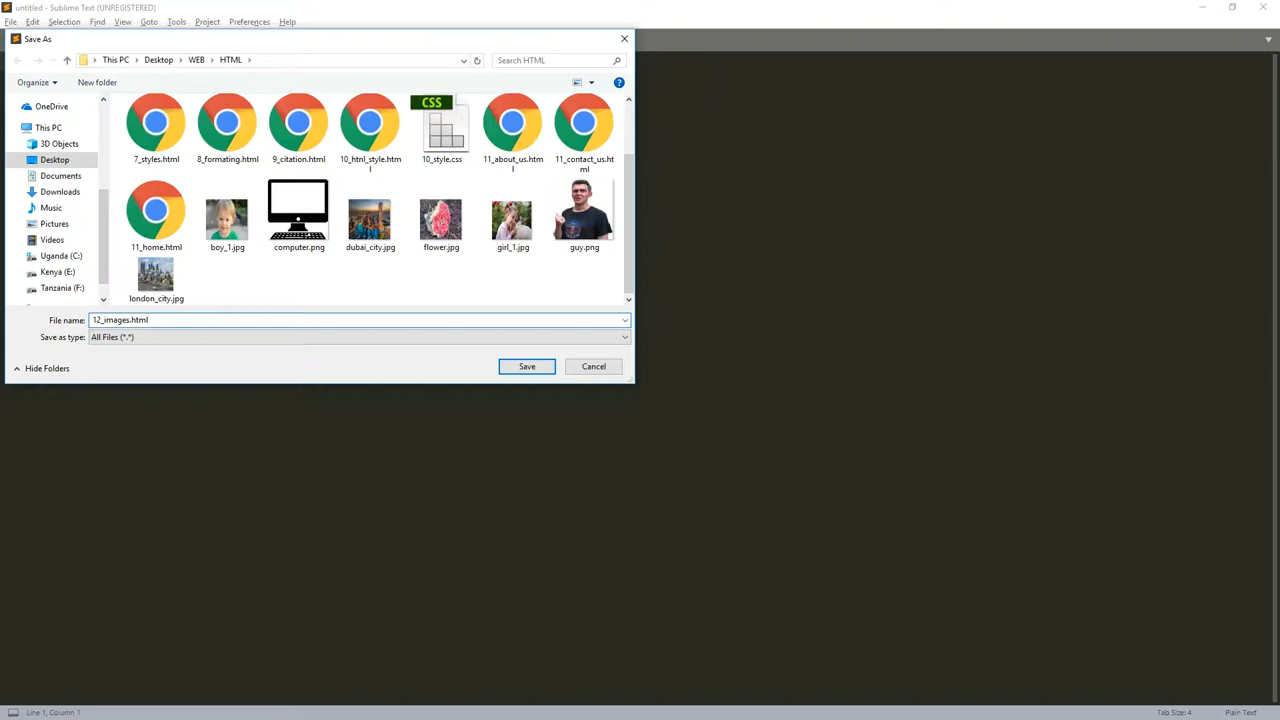 untitled - Sublime Text (UNREGISTERED)
File Edit Selection Find View Goto Tools Project Preferences Help
Save As
This PC > Desktop > WEB > HTML >
Search HTML
Organize
New folder
OneDrive
This PC
3D Objects
Desktop
Documents
Downloads
Music
Pictures
Videos
Uganda (C:)
Kenya (E:)
Tanzania (F:)
CSS
7_styles.html
8_formating.html
9_citation.html
10_html_style.htm
l
10_style.css
11_about_us.htm
l
11_contact_us.ht
ml
11_home.html
boy_1.jpg
computer.png
dubai_city.jpg
flower.jpg
girl_1.jpg
guy.png
london_city.jpg
File name: 12_images.html
Save as type: All Files (*.*)
Hide Folders
Save
Cancel
Line 1, Column 1
Tab Size: 4
Plain Text